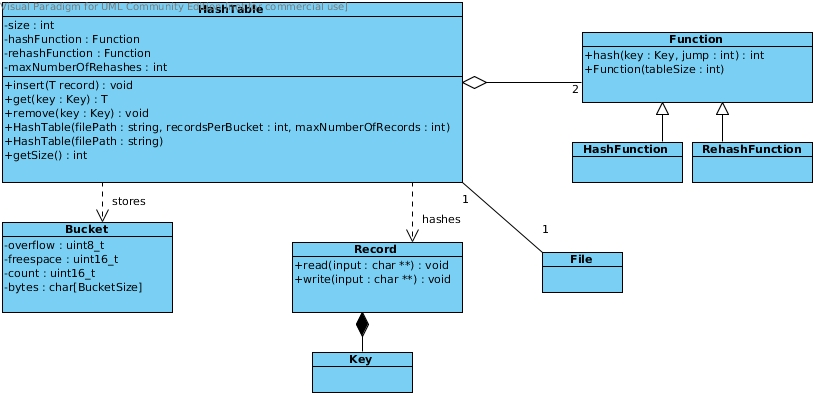 Visual Paradigm for UML Community Edition [not for commercial use]
HashTable
-size : int
-hashFunction : Function
-rehashFunction : Function
-maxNumberOfRehashes : int
+insert(T record) : void
+get(key : Key) : T
+remove(key : Key) : void
+HashTable(filePath : string, recordsPerBucket : int, maxNumberOfRecords : int)
+HashTable(filePath : string)
+getSize() : int
2
Function
+hash(key : Key, jump : int) : int
+Function(tableSize : int)
HashFunction
RehashFunction
stores
hashes
1
1
Bucket
-overflow : uint8_t
-freespace : uint16_t
-count : uint16_t
-bytes : char[BucketSize]
Record
+read(input : char **) : void
+write(input : char **) : void
File
Key